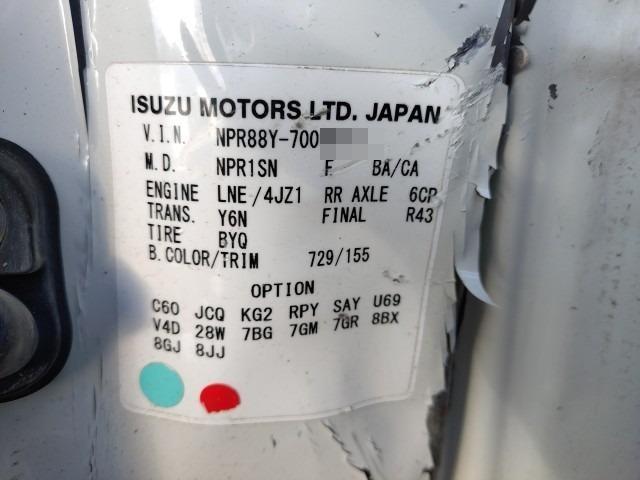 ISUZU MOTORS LTD. JAPAN
V.I.N. NPR88Y-700
M.D. NPR1SN F BA/CA
ENGINE LNE/4JZ1 RR AXLE 6CP
TRANS. Y6N FINAL R43
TIRE BYQ
B.COLOR/TRIM 729/155
OPTION
C60 JCQ KG2 RPY SAY U69
V4D 28W 7BG 7GM 7GR 8BX
8GJ 8JJ